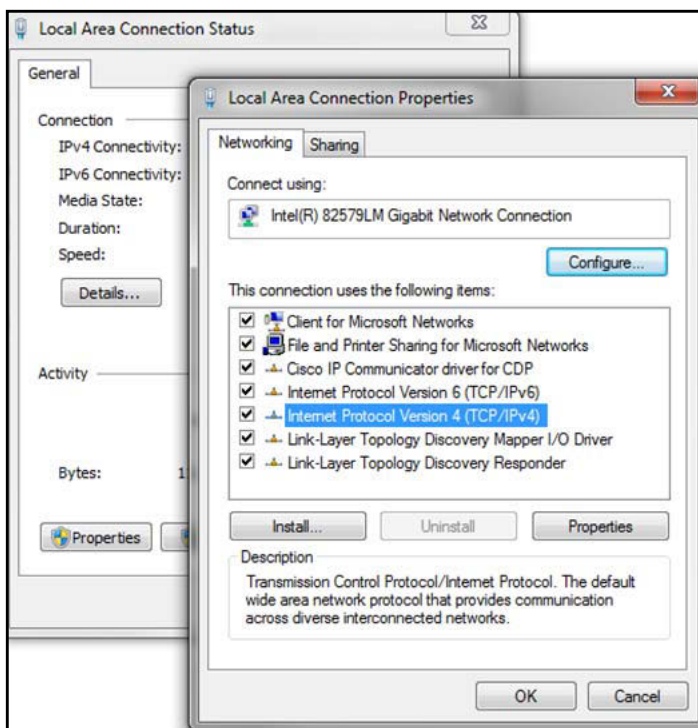 Local Area Connection Status
General
Connection
IPv4 Connectivity:
IPv6 Connectivity:
Media State:
Duration:
Speed:
Details...
Activity
Bytes:
Properties
Local Area Connection Properties
Networking
Sharing
Connect using:
Intel(R) 82579LM Gigabit Network Connection
Configure...
This connection uses the following items:
Client for Microsoft Networks
File and Printer Sharing for Microsoft Networks
Cisco IP Communicator driver for CDP
Internet Protocol Version 6 (TCP/IPv6)
Internet Protocol Version 4 (TCP/IPv4)
Link-Layer Topology Discovery Mapper I/O Driver
Link-Layer Topology Discovery Responder
Install...
Uninstall
Properties
Description
Transmission Control Protocol/Internet Protocol. The default
wide area network protocol that provides communication
across diverse interconnected networks.
OK
Cancel